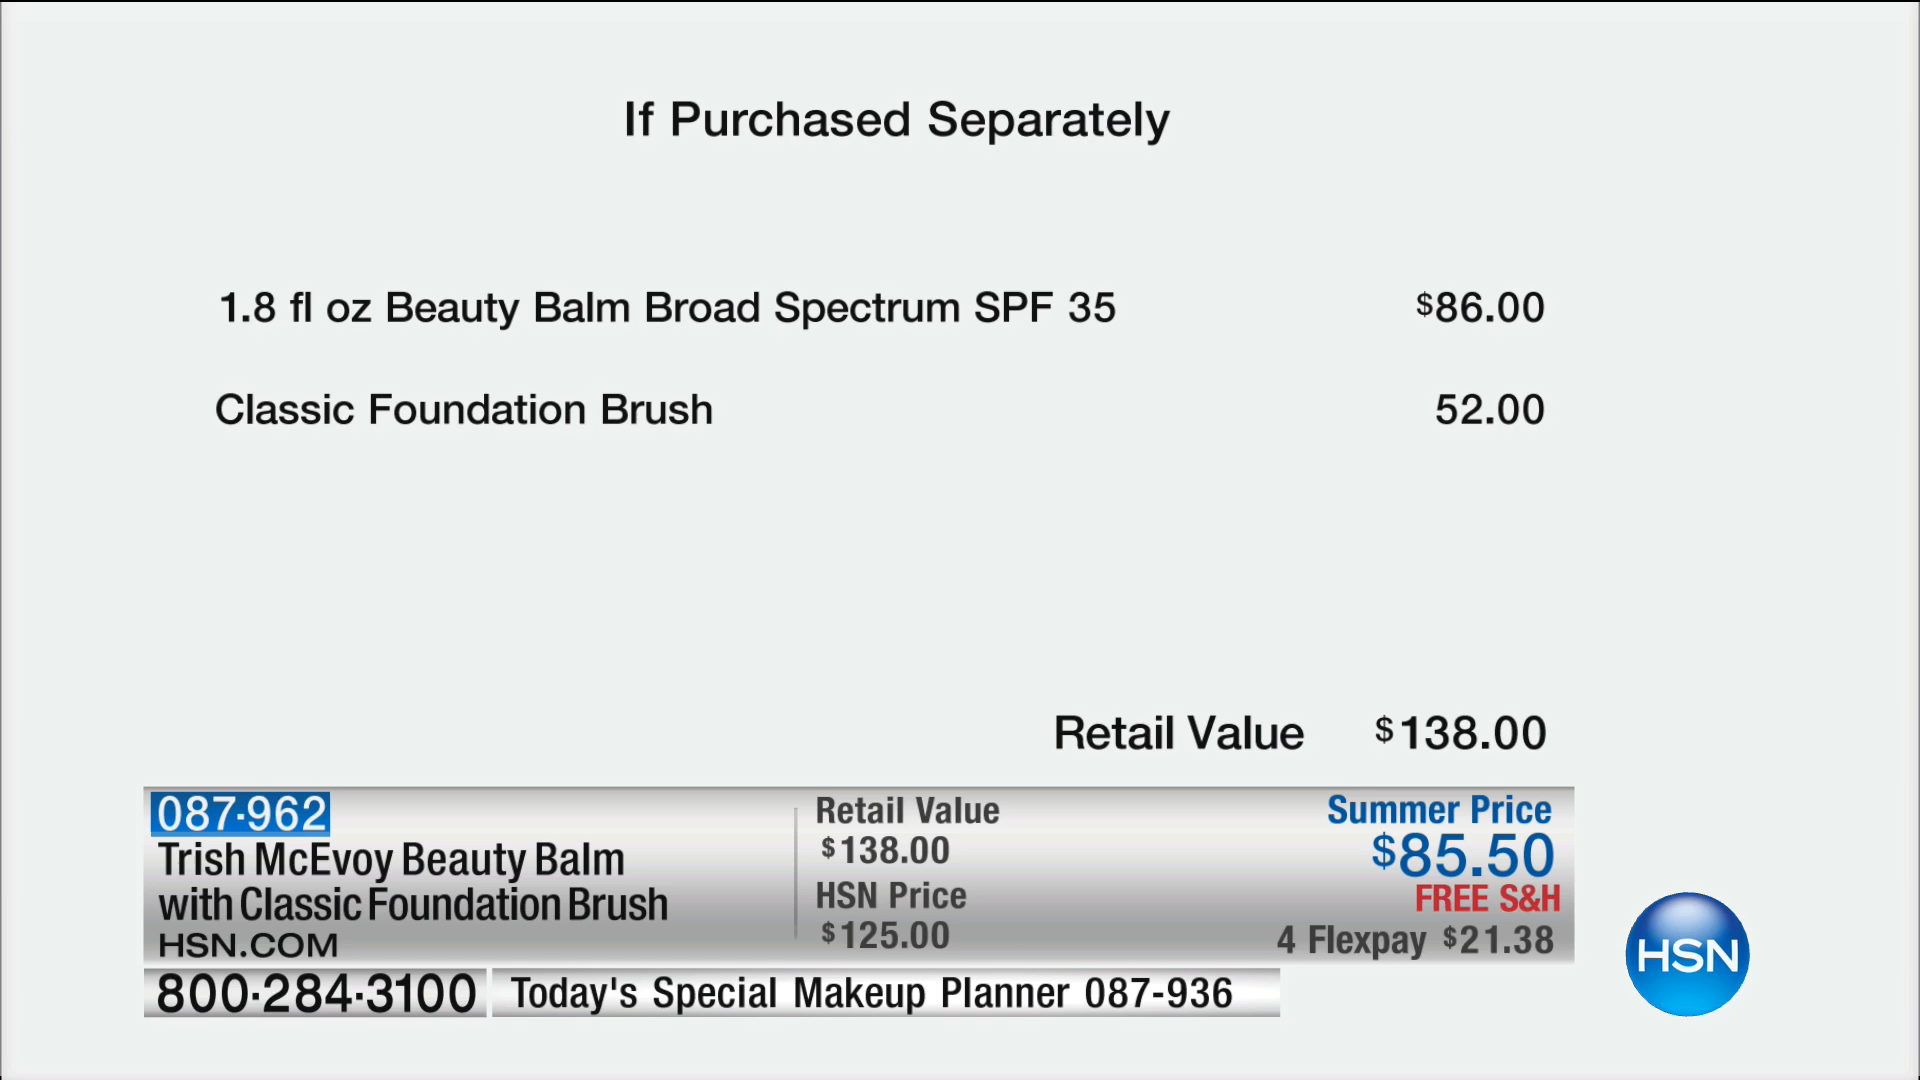 If Purchased Separately
1.8 fl oz Beauty Balm Broad Spectrum SPF 35 $86.00
Classic Foundation Brush 52.00
Retail Value $138.00
087-962
Trish McEvoy Beauty Balm
with Classic Foundation Brush
HSN.COM
Retail Value
$138.00
HSN Price
$125.00
Summer Price
$85.50
FREE S&H
4 Flexpay $21.38
800·284·3100
Today's Special Makeup Planner 087-936
HSN